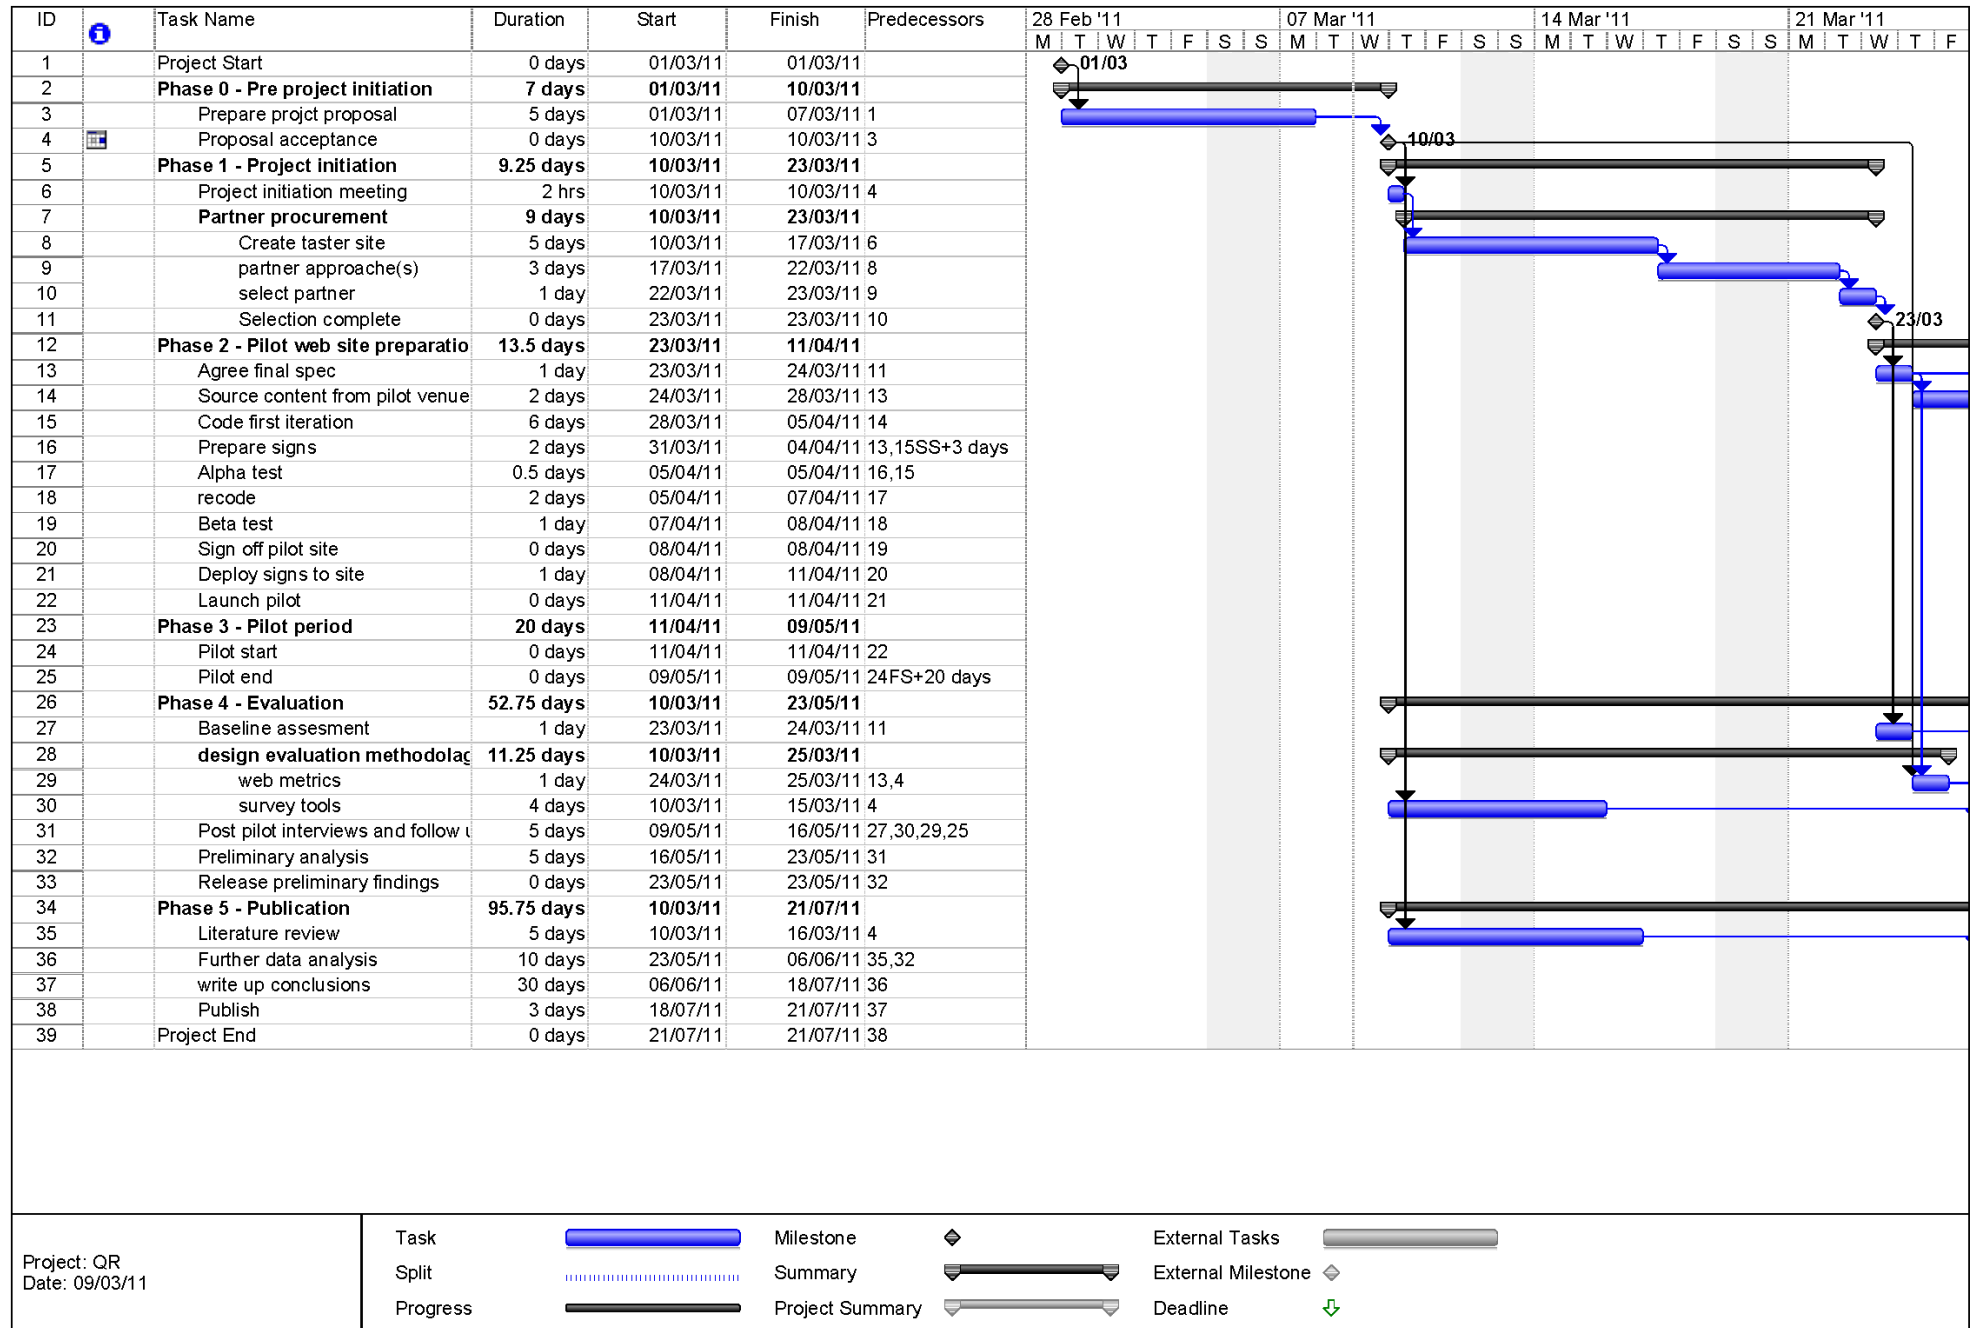 ID Task Name Duration Start Finish Predecessors 28 Feb '11 07 Mar '11 14 Mar '11 21 Mar '11
M T W T F S S M T W T F S S M T W T F S S M T W T F
1 Project Start 0 days 01/03/11 01/03/11 01/03
2 Phase 0 - Pre project initiation 7 days 01/03/11 10/03/11
3 Prepare projct proposal 5 days 01/03/11 07/03/11 1
4 Proposal acceptance 0 days 10/03/11 10/03/11 3 10/03
5 Phase 1 - Project initiation 9.25 days 10/03/11 23/03/11
6 Project initiation meeting 2 hrs 10/03/11 10/03/11 4
7 Partner procurement 9 days 10/03/11 23/03/11
8 Create taster site 5 days 10/03/11 17/03/11 6
9 partner approache(s) 3 days 17/03/11 22/03/11 8
10 select partner 1 day 22/03/11 23/03/11 9
11 Selection complete 0 days 23/03/11 23/03/11 10 23/03
12 Phase 2 - Pilot web site preparatio 13.5 days 23/03/11 11/04/11
13 Agree final spec 1 day 23/03/11 24/03/11 11
14 Source content from pilot venue 2 days 24/03/11 28/03/11 13
15 Code first iteration 6 days 28/03/11 05/04/11 14
16 Prepare signs 2 days 31/03/11 04/04/11 13,15SS+3 days
17 Alpha test 0.5 days 05/04/11 05/04/11 16,15
18 recode 2 days 05/04/11 07/04/11 17
19 Beta test 1 day 07/04/11 08/04/11 18
20 Sign off pilot site 0 days 08/04/11 08/04/11 19
21 Deploy signs to site 1 day 08/04/11 11/04/11 20
22 Launch pilot 0 days 11/04/11 11/04/11 21
23 Phase 3 - Pilot period 20 days 11/04/11 09/05/11
24 Pilot start 0 days 11/04/11 11/04/11 22
25 Pilot end 0 days 09/05/11 09/05/11 24FS+20 days
26 Phase 4 - Evaluation 52.75 days 10/03/11 23/05/11
27 Baseline assesment 1 day 23/03/11 24/03/11 11
28 design evaluation methodolag 11.25 days 10/03/11 25/03/11
29 web metrics 1 day 24/03/11 25/03/11 13,4
30 survey tools 4 days 10/03/11 15/03/11 4
31 Post pilot interviews and follow u 5 days 09/05/11 16/05/11 27,30,29,25
32 Preliminary analysis 5 days 16/05/11 23/05/11 31
33 Release preliminary findings 0 days 23/05/11 23/05/11 32
34 Phase 5 - Publication 95.75 days 10/03/11 21/07/11
35 Literature review 5 days 10/03/11 16/03/11 4
36 Further data analysis 10 days 23/05/11 06/06/11 35,32
37 write up conclusions 30 days 06/06/11 18/07/11 36
38 Publish 3 days 18/07/11 21/07/11 37
39 Project End 0 days 21/07/11 21/07/11 38
Project: QR
Date: 09/03/11
Task Milestone External Tasks
Split Summary External Milestone
Progress Project Summary Deadline